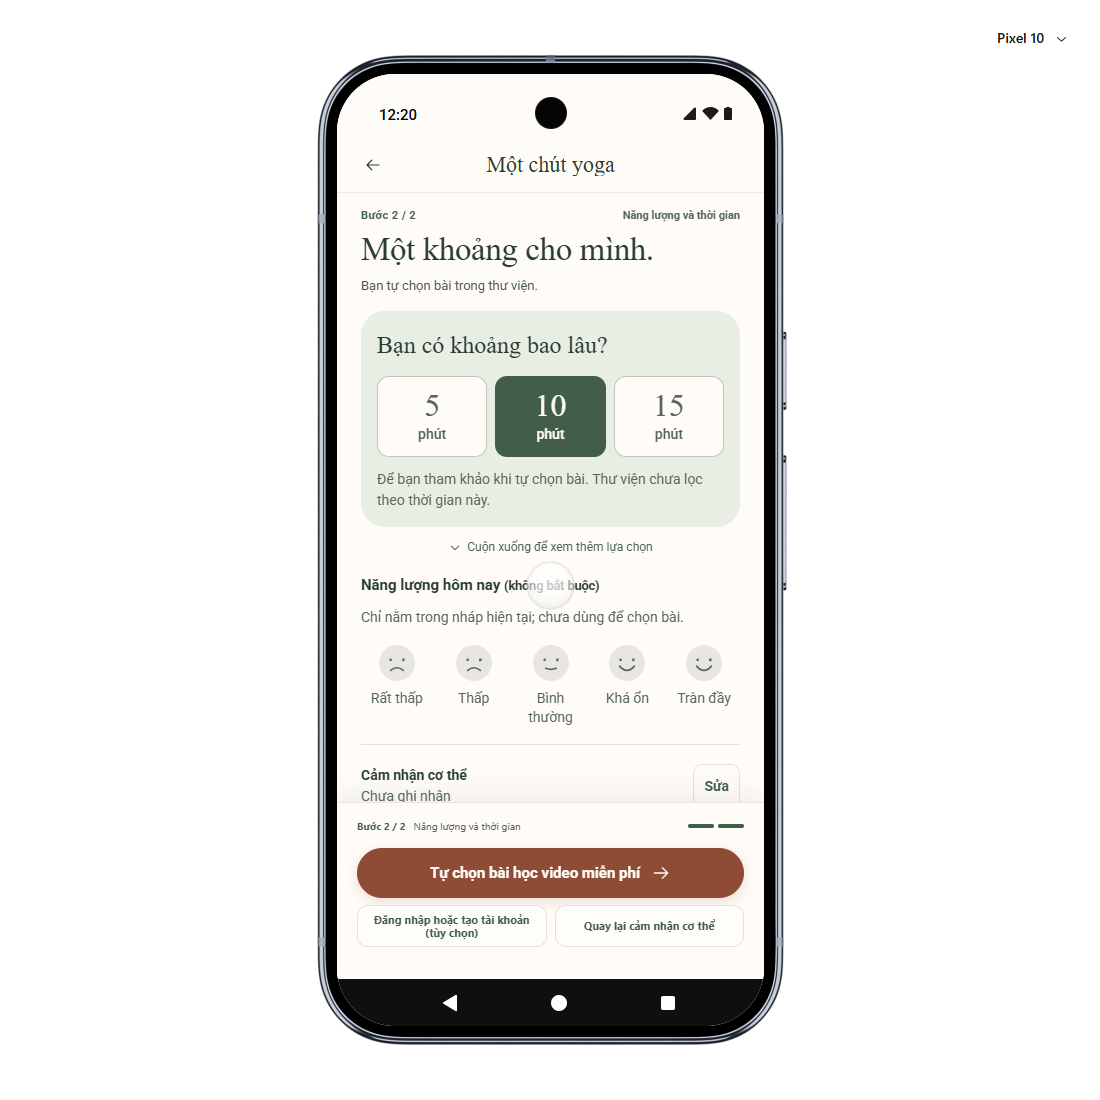 Pixel 10
12:20
Một chút yoga
Bước 2 / 2
Năng lượng và thời gian
Một khoảng cho mình.
Bạn tự chọn bài trong thư viện.
Bạn có khoảng bao lâu?
5
phút
10
phút
15
phút
Để bạn tham khảo khi tự chọn bài. Thư viện chưa lọc
theo thời gian này.
Cuộn xuống để xem thêm lựa chọn
Năng lượng hôm nay (không bắt buộc)
Chỉ nằm trong nháp hiện tại; chưa dùng để chọn bài.
Rất thấp
Thấp
Bình
thường
Khá ổn
Tràn đầy
Cảm nhận cơ thể
Chưa ghi nhận
Sửa
Bước 2 / 2 Năng lượng và thời gian
Tự chọn bài học video miễn phí
Đăng nhập hoặc tạo tài khoản
(tùy chọn)
Quay lại cảm nhận cơ thể